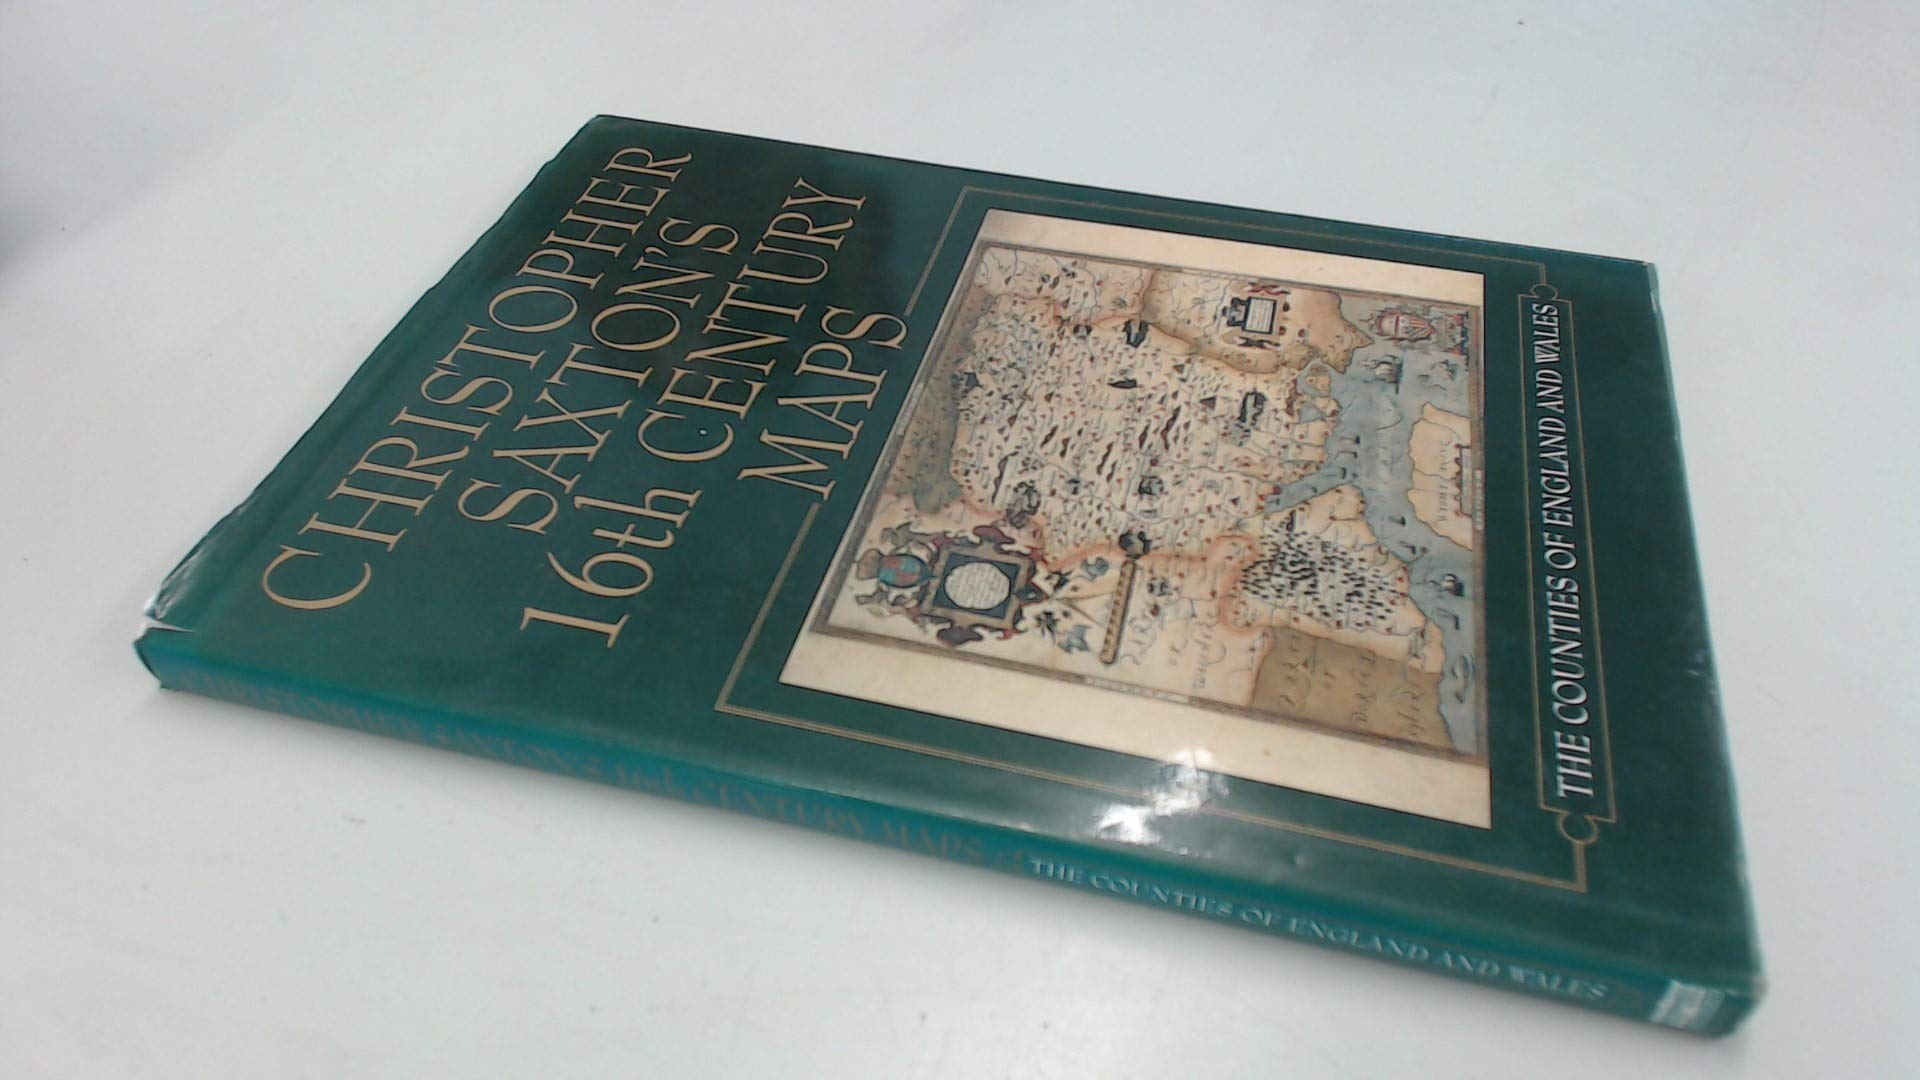 CHRISTOPHER
SAXTON'S
16th CENTURY
MAPS
THE COUNTIES OF ENGLAND AND WALES
CHRISTOPHER SAXTON'S 16th CENTURY MAPS of THE COUNTIES OF ENGLAND AND WALES